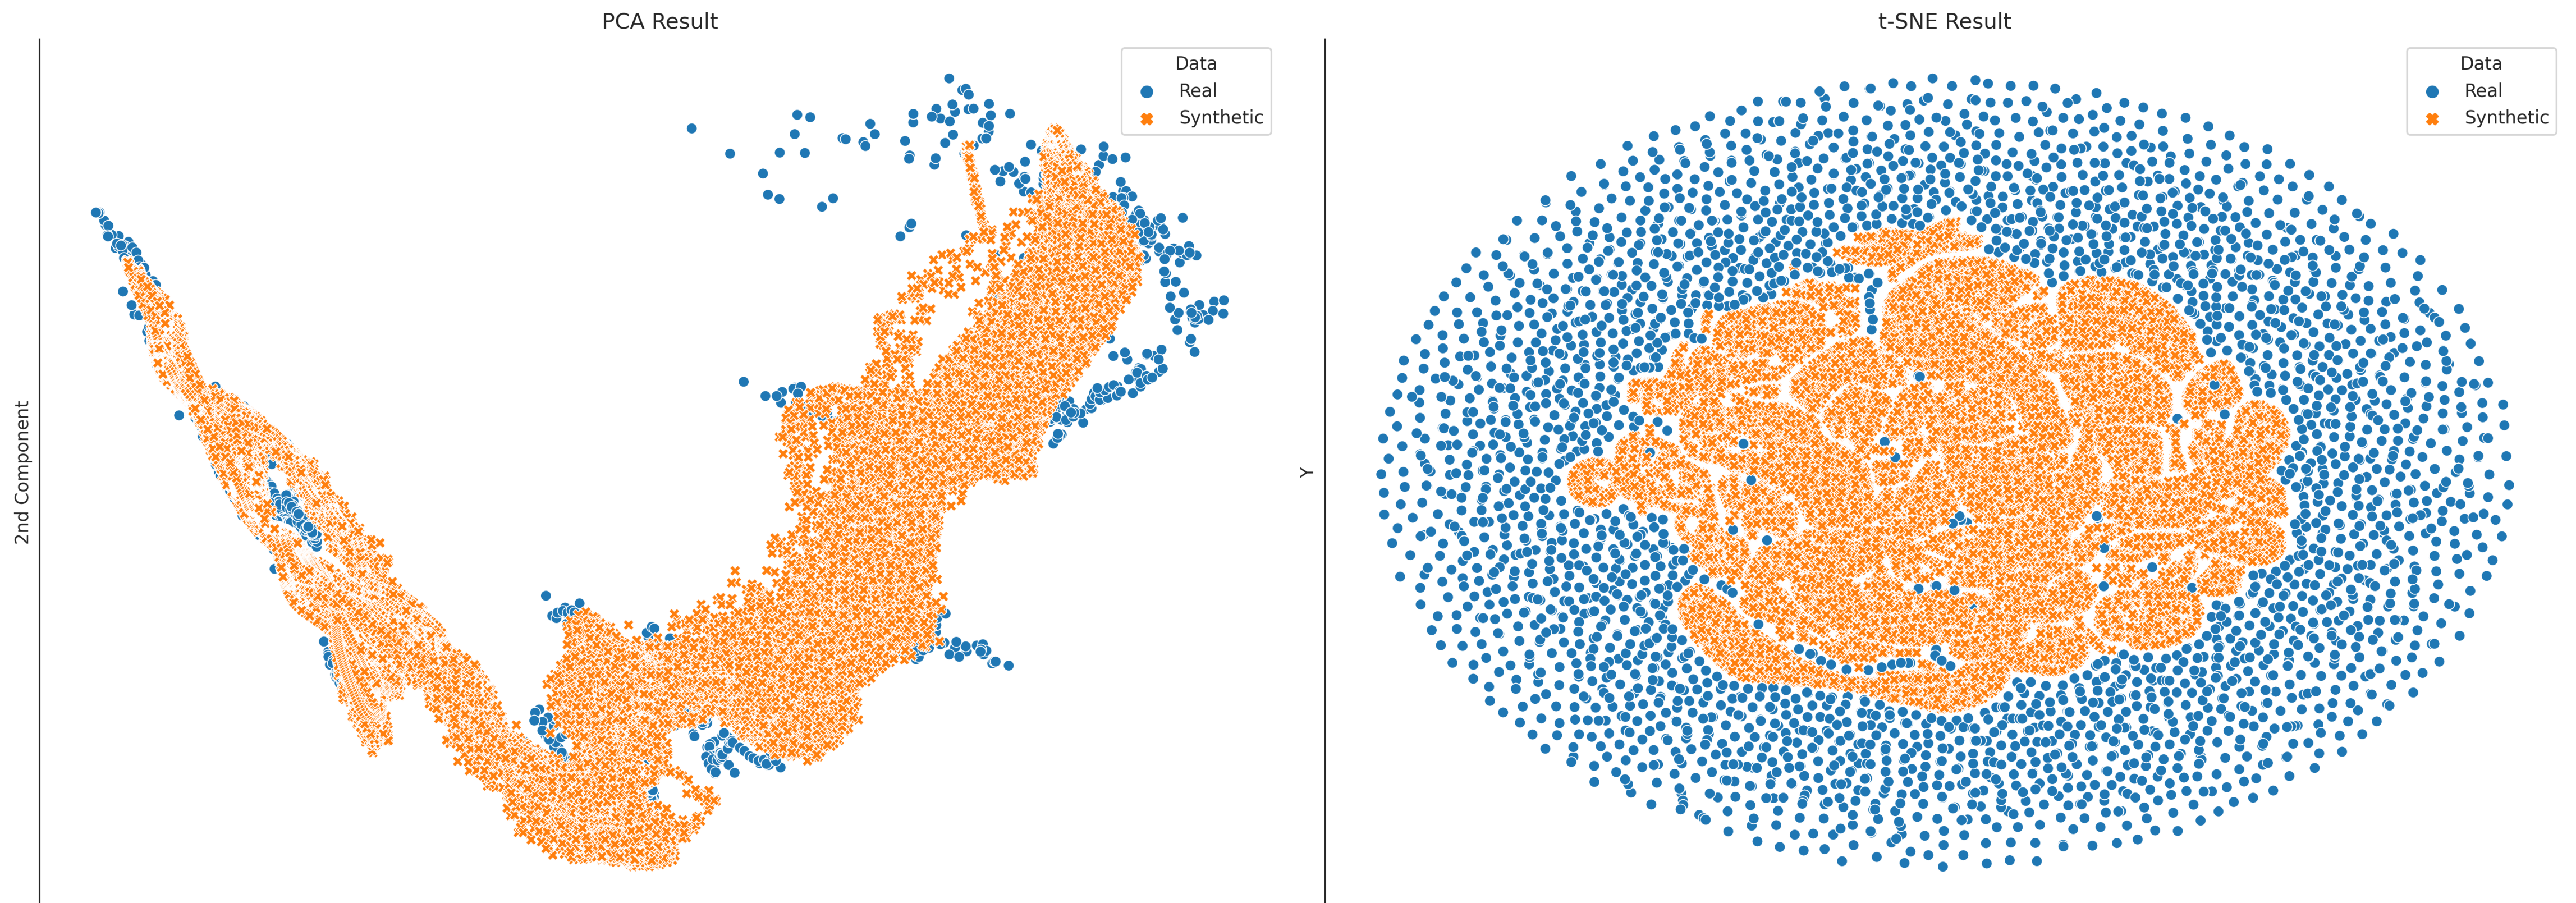 PCA Result
2nd Component
Data
Real
Synthetic
t-SNE Result
Y
Data
Real
Synthetic